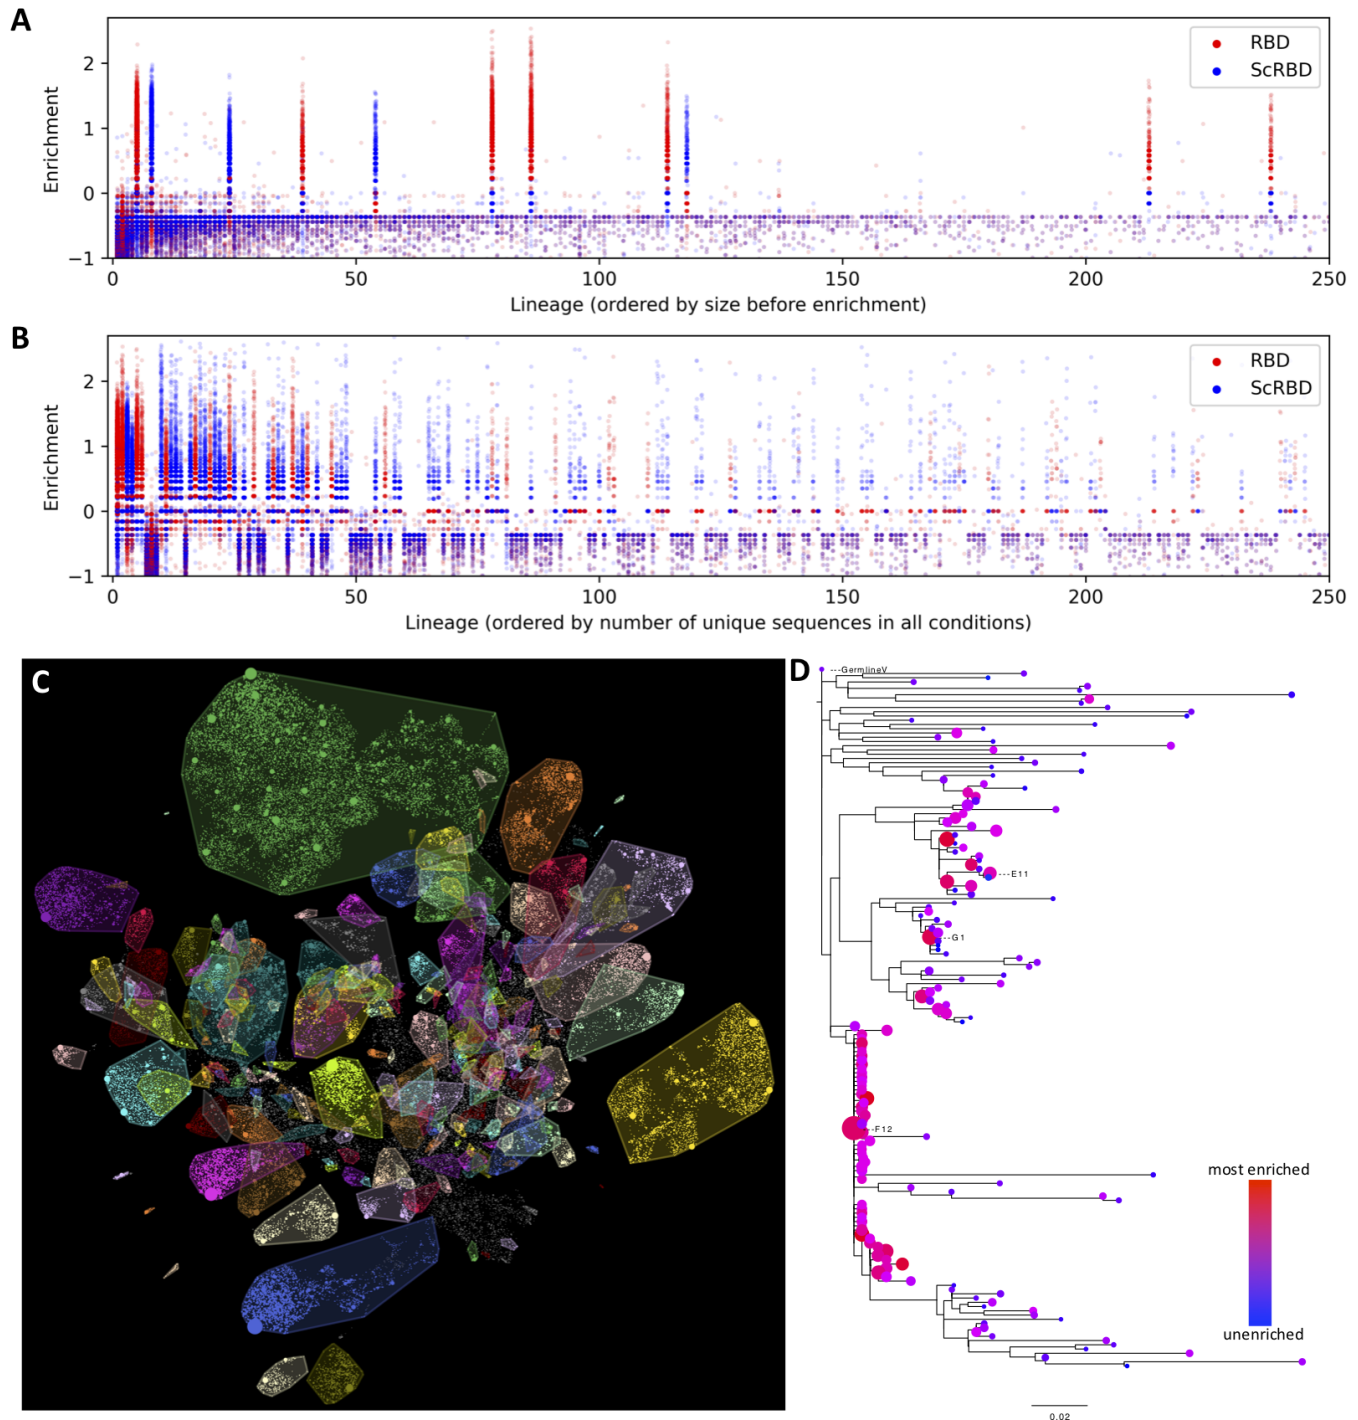 A
Enrichment
2
1
0
−1
RBD
ScRBD
0 50 100 150 200 250
Lineage (ordered by size before enrichment)
B
Enrichment
2
1
0
−1
RBD
ScRBD
0 50 100 150 200 250
Lineage (ordered by number of unique sequences in all conditions)
C
D
---GermlineV
---E11
--G1
--F12
most enriched
unenriched
0.02